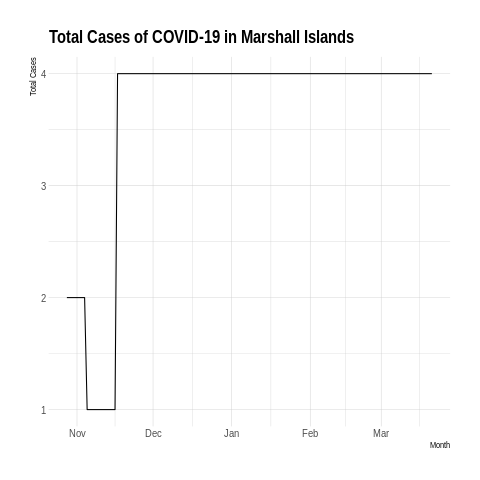 Total Cases of COVID-19 in Marshall Islands
Total Cases
4
3
2
1
Nov Dec Jan Feb Mar
Month